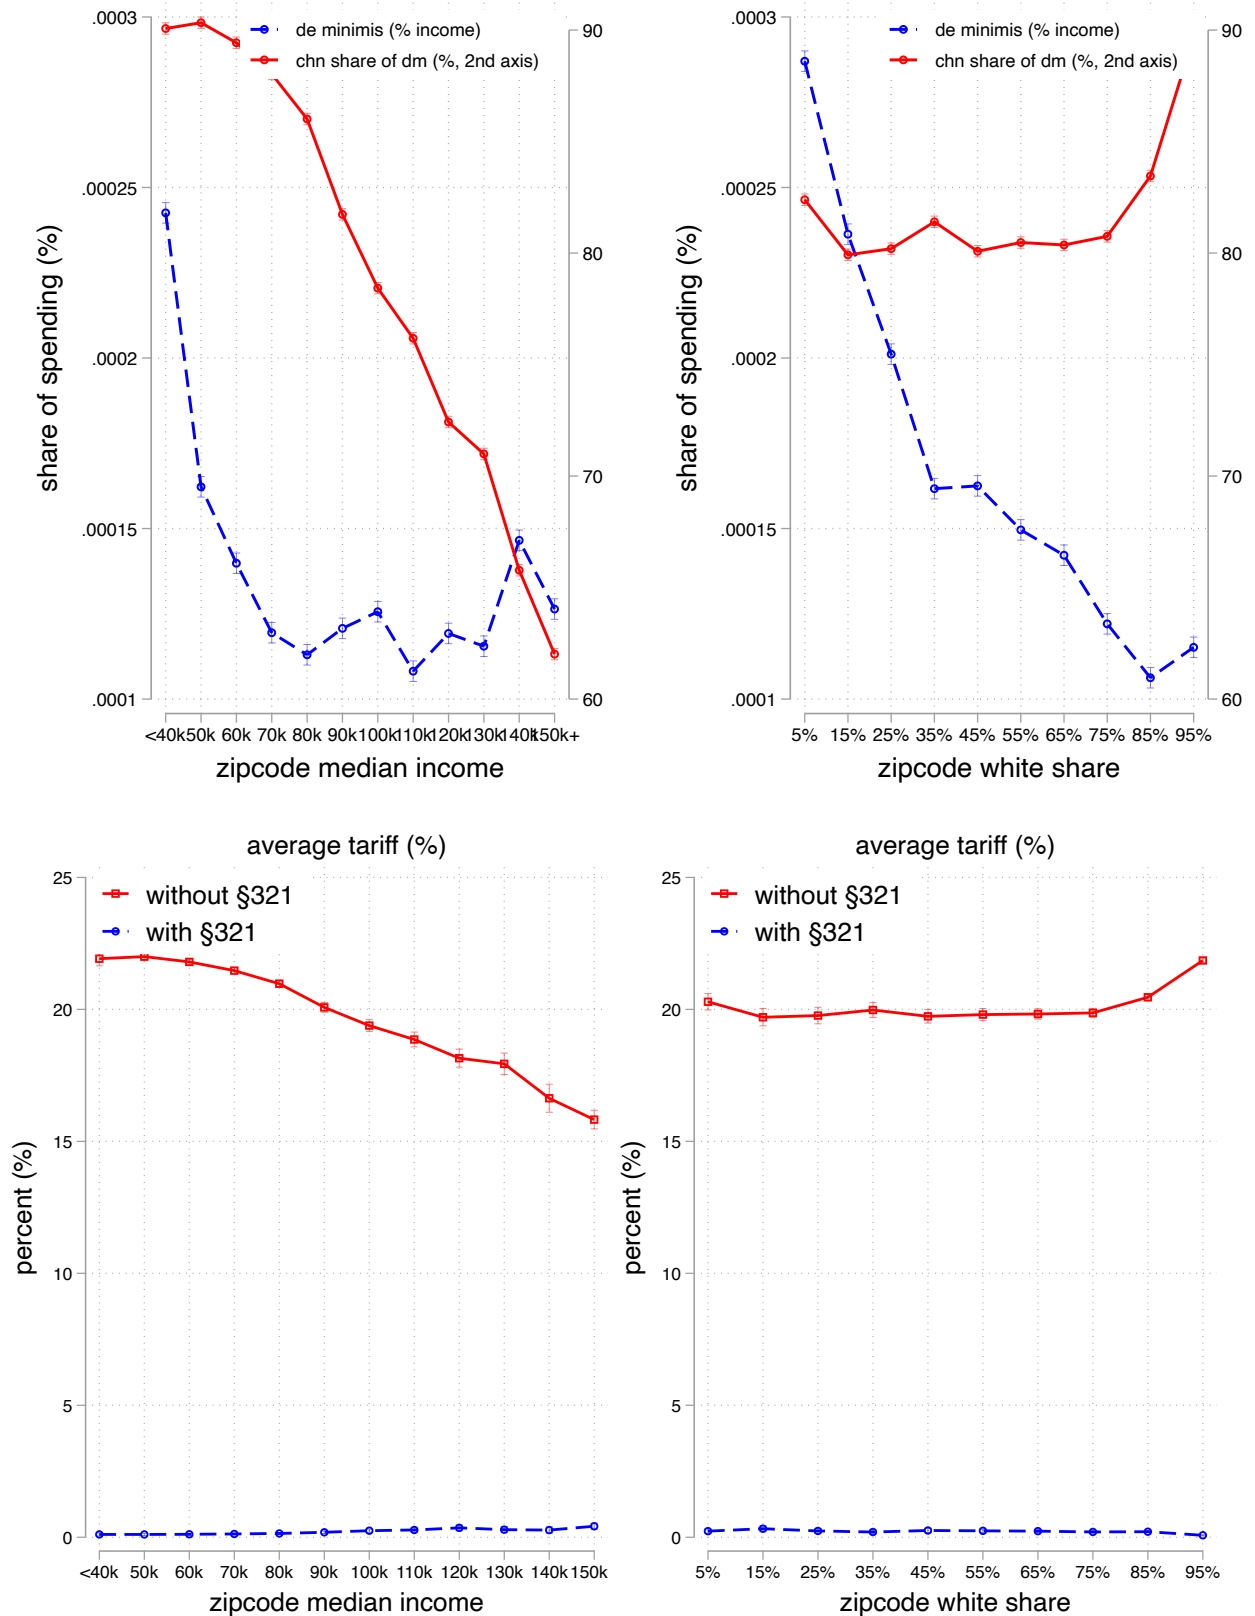 de minimis (% income)
chn share of dm (%, 2nd axis)
share of spending (%)
.0003
.00025
.0002
.00015
.0001
90
80
70
60
<40k 50k 60k 70k 80k 90k 100k 110k 120k 130k 140k 150k+
zipcode median income
de minimis (% income)
chn share of dm (%, 2nd axis)
share of spending (%)
.0003
.00025
.0002
.00015
.0001
90
80
70
60
5% 15% 25% 35% 45% 55% 65% 75% 85% 95%
zipcode white share
average tariff (%)
without §321
with §321
percent (%)
25
20
15
10
5
0
<40k 50k 60k 70k 80k 90k 100k 110k 120k 130k 140k 150k
zipcode median income
average tariff (%)
without §321
with §321
percent (%)
25
20
15
10
5
0
5% 15% 25% 35% 45% 55% 65% 75% 85% 95%
zipcode white share